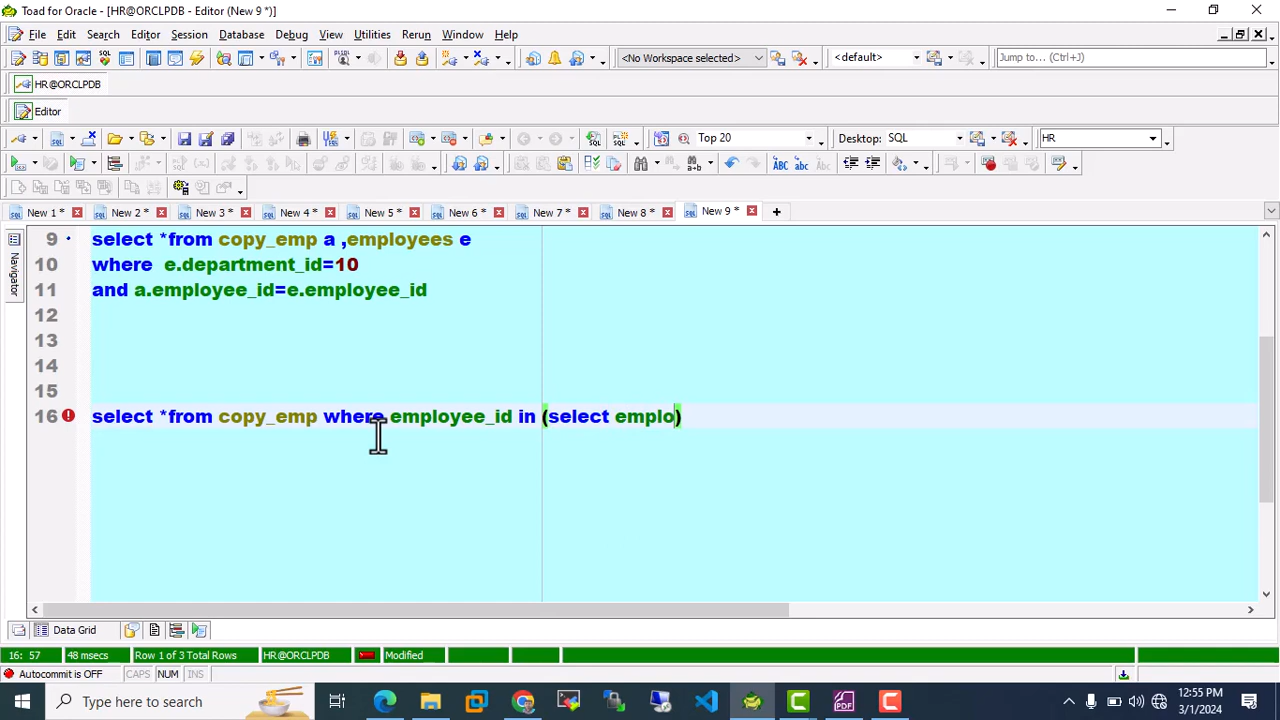 Toad for Oracle - [HR@ORCLPDB - Editor (New 9 *)]
File Edit Search Editor Session Database Debug View Utilities Rerun Window Help
<No Workspace selected> <default> Jump to... (Ctrl+J)
HR@ORCLPDB
Editor
Top 20 Desktop: SQL HR
New 1 * New 2 * New 3 * New 4 * New 5 * New 6 * New 7 * New 8 * New 9 *
Navigator
9 select *from copy_emp a ,employees e
10 where e.department_id=10
11 and a.employee_id=e.employee_id
12
13
14
15
16 select *from copy_emp where employee_id in (select emplo)
Data Grid
16: 57 48 msecs Row 1 of 3 Total Rows HR@ORCLPDB Modified
Autocommit is OFF CAPS NUM INS
Type here to search
12:55 PM
3/1/2024